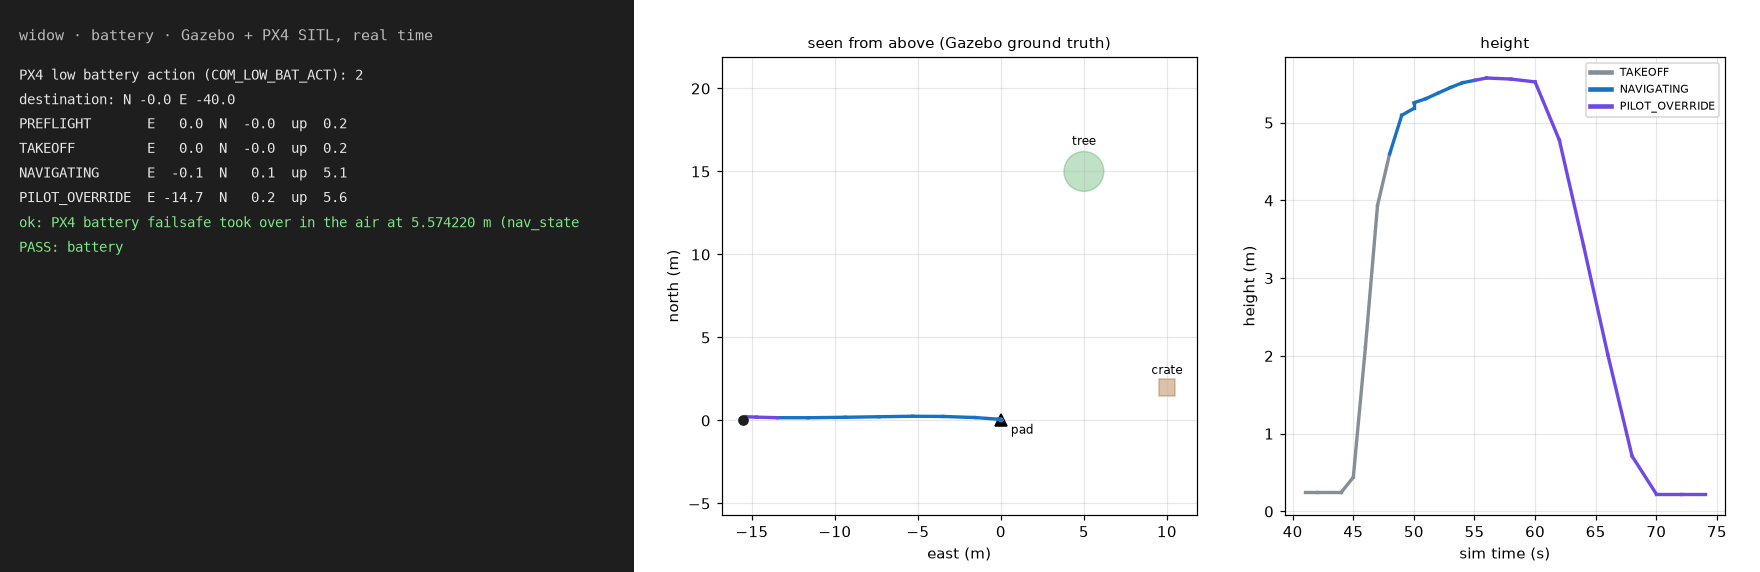 widow · battery · Gazebo + PX4 SITL, real time
PX4 low battery action (COM_LOW_BAT_ACT): 2
destination: N -0.0 E -40.0
PREFLIGHT       E   0.0  N  -0.0  up  0.2
TAKEOFF         E   0.0  N  -0.0  up  0.2
NAVIGATING      E  -0.1  N   0.1  up  5.1
PILOT_OVERRIDE  E -14.7  N   0.2  up  5.6
ok: PX4 battery failsafe took over in the air at 5.574220 m (nav_state
PASS: battery
seen from above (Gazebo ground truth)
north (m)
20
15
10
5
0
−5
tree
crate
pad
−15 −10 −5 0 5 10
east (m)
height
height (m)
5
4
3
2
1
0
TAKEOFF
NAVIGATING
PILOT_OVERRIDE
40 45 50 55 60 65 70 75
sim time (s)